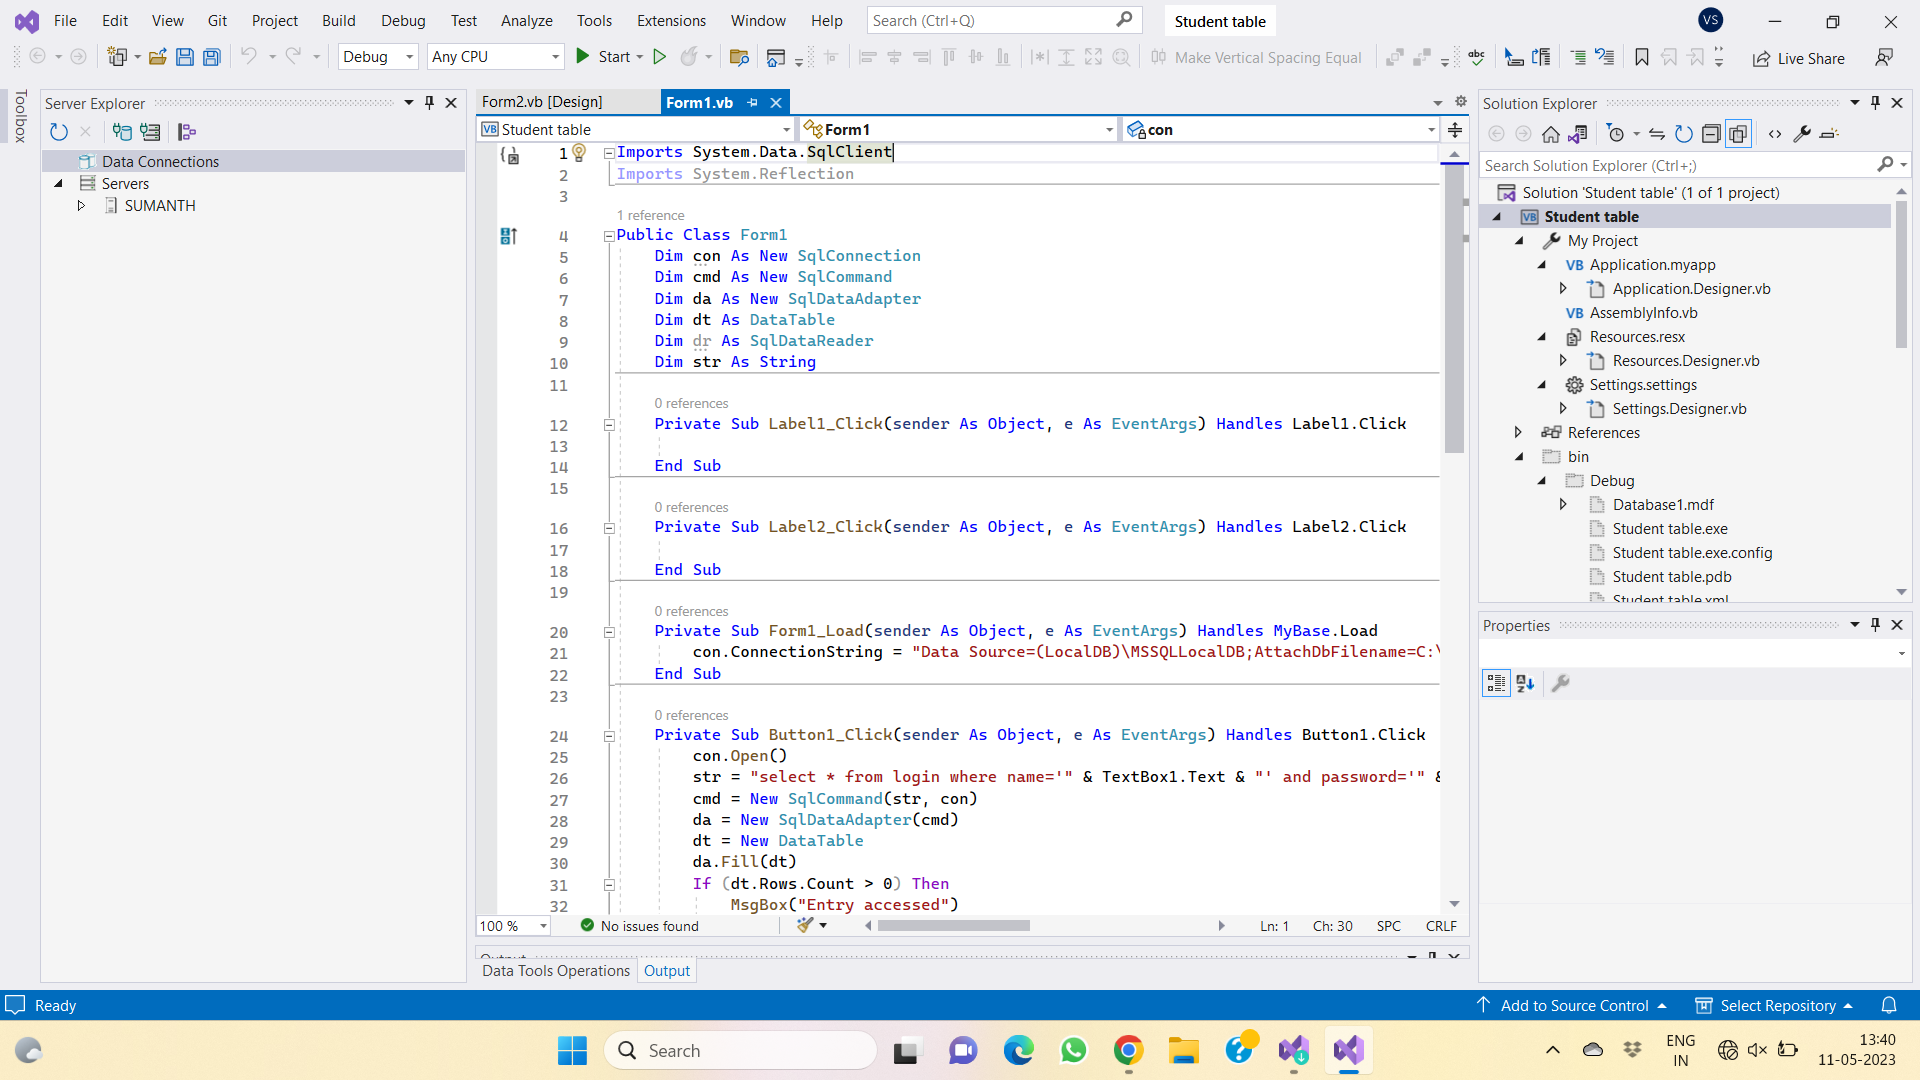 File Edit View Git Project Build Debug Test Analyze Tools Extensions Window Help Search (Ctrl+Q) Student table VS
Debug Any CPU Start Make Vertical Spacing Equal abc Live Share
Toolbox
Server Explorer
Data Connections
Servers
SUMANTH
Form2.vb [Design] Form1.vb
VB Student table Form1 con
1 Imports System.Data.SqlClient
2 Imports System.Reflection
3
1 reference
4 Public Class Form1
5 Dim con As New SqlConnection
6 Dim cmd As New SqlCommand
7 Dim da As New SqlDataAdapter
8 Dim dt As DataTable
9 Dim dr As SqlDataReader
10 Dim str As String
11
0 references
12 Private Sub Label1_Click(sender As Object, e As EventArgs) Handles Label1.Click
13
14 End Sub
15
0 references
16 Private Sub Label2_Click(sender As Object, e As EventArgs) Handles Label2.Click
17
18 End Sub
19
0 references
20 Private Sub Form1_Load(sender As Object, e As EventArgs) Handles MyBase.Load
21 con.ConnectionString = "Data Source=(LocalDB)\MSSQLLocalDB;AttachDbFilename=C:\
22 End Sub
23
0 references
24 Private Sub Button1_Click(sender As Object, e As EventArgs) Handles Button1.Click
25 con.Open()
26 str = "select * from login where name='" & TextBox1.Text & "' and password='" &
27 cmd = New SqlCommand(str, con)
28 da = New SqlDataAdapter(cmd)
29 dt = New DataTable
30 da.Fill(dt)
31 If (dt.Rows.Count > 0) Then
32 MsgBox("Entry accessed")
100 % No issues found Ln: 1 Ch: 30 SPC CRLF
Output
Data Tools Operations Output
Solution Explorer
Search Solution Explorer (Ctrl+;)
Solution 'Student table' (1 of 1 project)
VB Student table
My Project
VB Application.myapp
Application.Designer.vb
VB AssemblyInfo.vb
Resources.resx
Resources.Designer.vb
Settings.settings
Settings.Designer.vb
References
bin
Debug
Database1.mdf
Student table.exe
Student table.exe.config
Student table.pdb
Student table.xml
Properties
Ready Add to Source Control Select Repository
Search
ENG
IN
13:40
11-05-2023